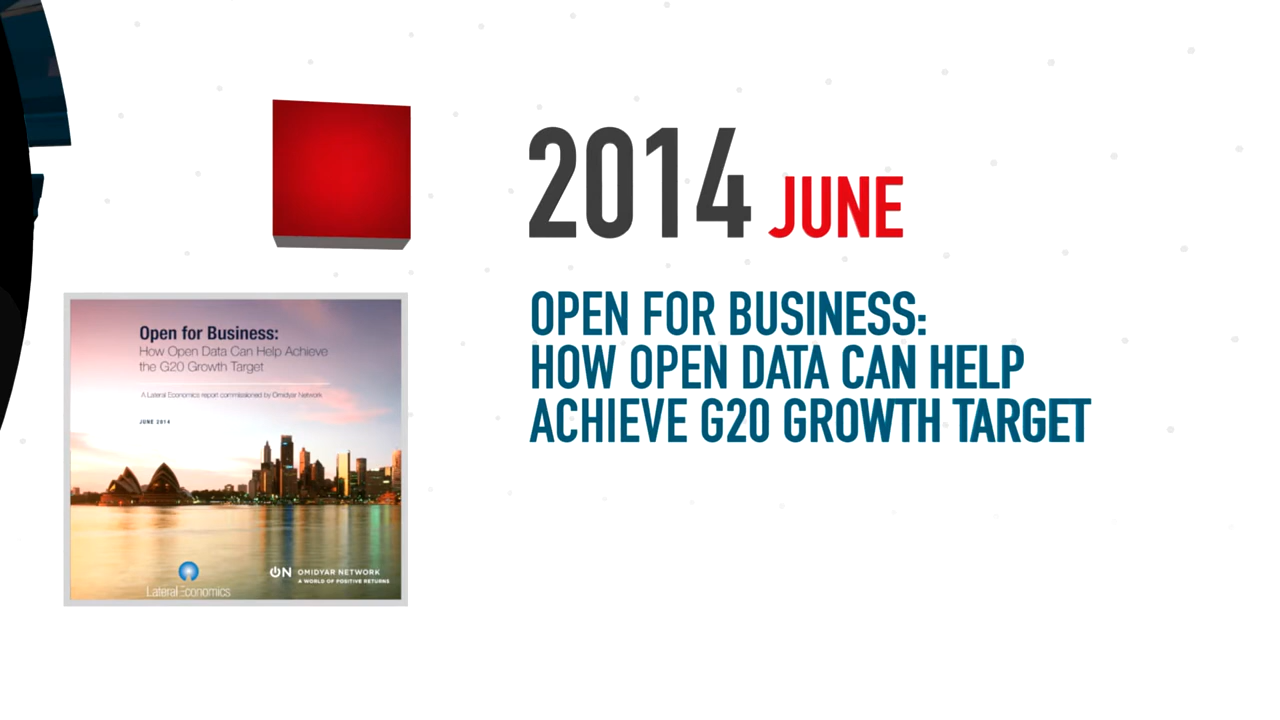 2014 JUNE
OPEN FOR BUSINESS:
HOW OPEN DATA CAN HELP
ACHIEVE G20 GROWTH TARGET
Open for Business:
How Open Data Can Help Achieve
the G20 Growth Target
A Lateral Economics report commissioned by Omidyar Network
JUNE 2014
Lateral Economics
ON OMIDYAR NETWORK
A WORLD OF POSITIVE RETURNS